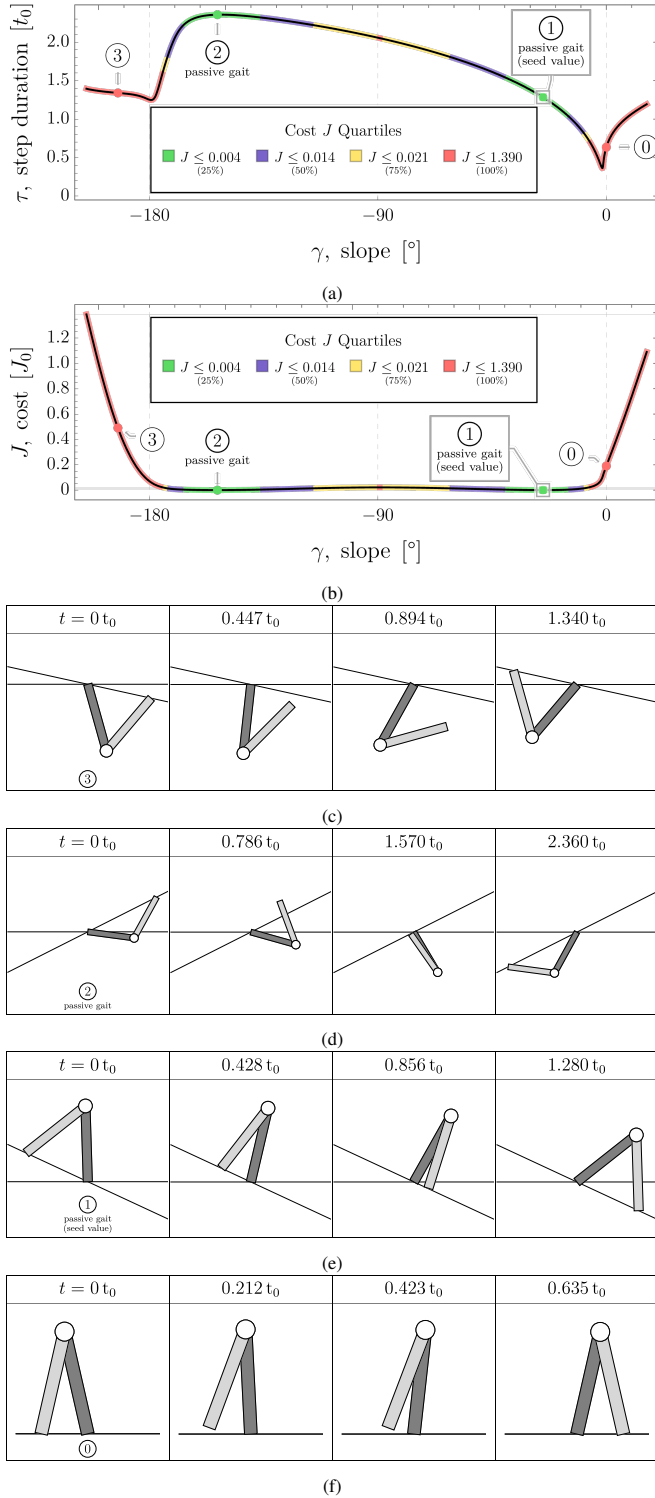 τ, step duration [t₀]
2.0
1.5
1.0
0.5
0
3
2
passive gait
1
passive gait
(seed value)
0
Cost J Quartiles
J ≤ 0.004 J ≤ 0.014 J ≤ 0.021 J ≤ 1.390
(25%) (50%) (75%) (100%)
−180 −90 0
γ, slope [°]
(a)
J, cost [J₀]
1.2
1.0
0.8
0.6
0.4
0.2
0
Cost J Quartiles
J ≤ 0.004 J ≤ 0.014 J ≤ 0.021 J ≤ 1.390
(25%) (50%) (75%) (100%)
3
2
passive gait
1
passive gait
(seed value)
0
−180 −90 0
γ, slope [°]
(b)
t = 0 t₀ 0.447 t₀ 0.894 t₀ 1.340 t₀
3
(c)
t = 0 t₀ 0.786 t₀ 1.570 t₀ 2.360 t₀
2
passive gait
(d)
t = 0 t₀ 0.428 t₀ 0.856 t₀ 1.280 t₀
1
passive gait
(seed value)
(e)
t = 0 t₀ 0.212 t₀ 0.423 t₀ 0.635 t₀
0
(f)